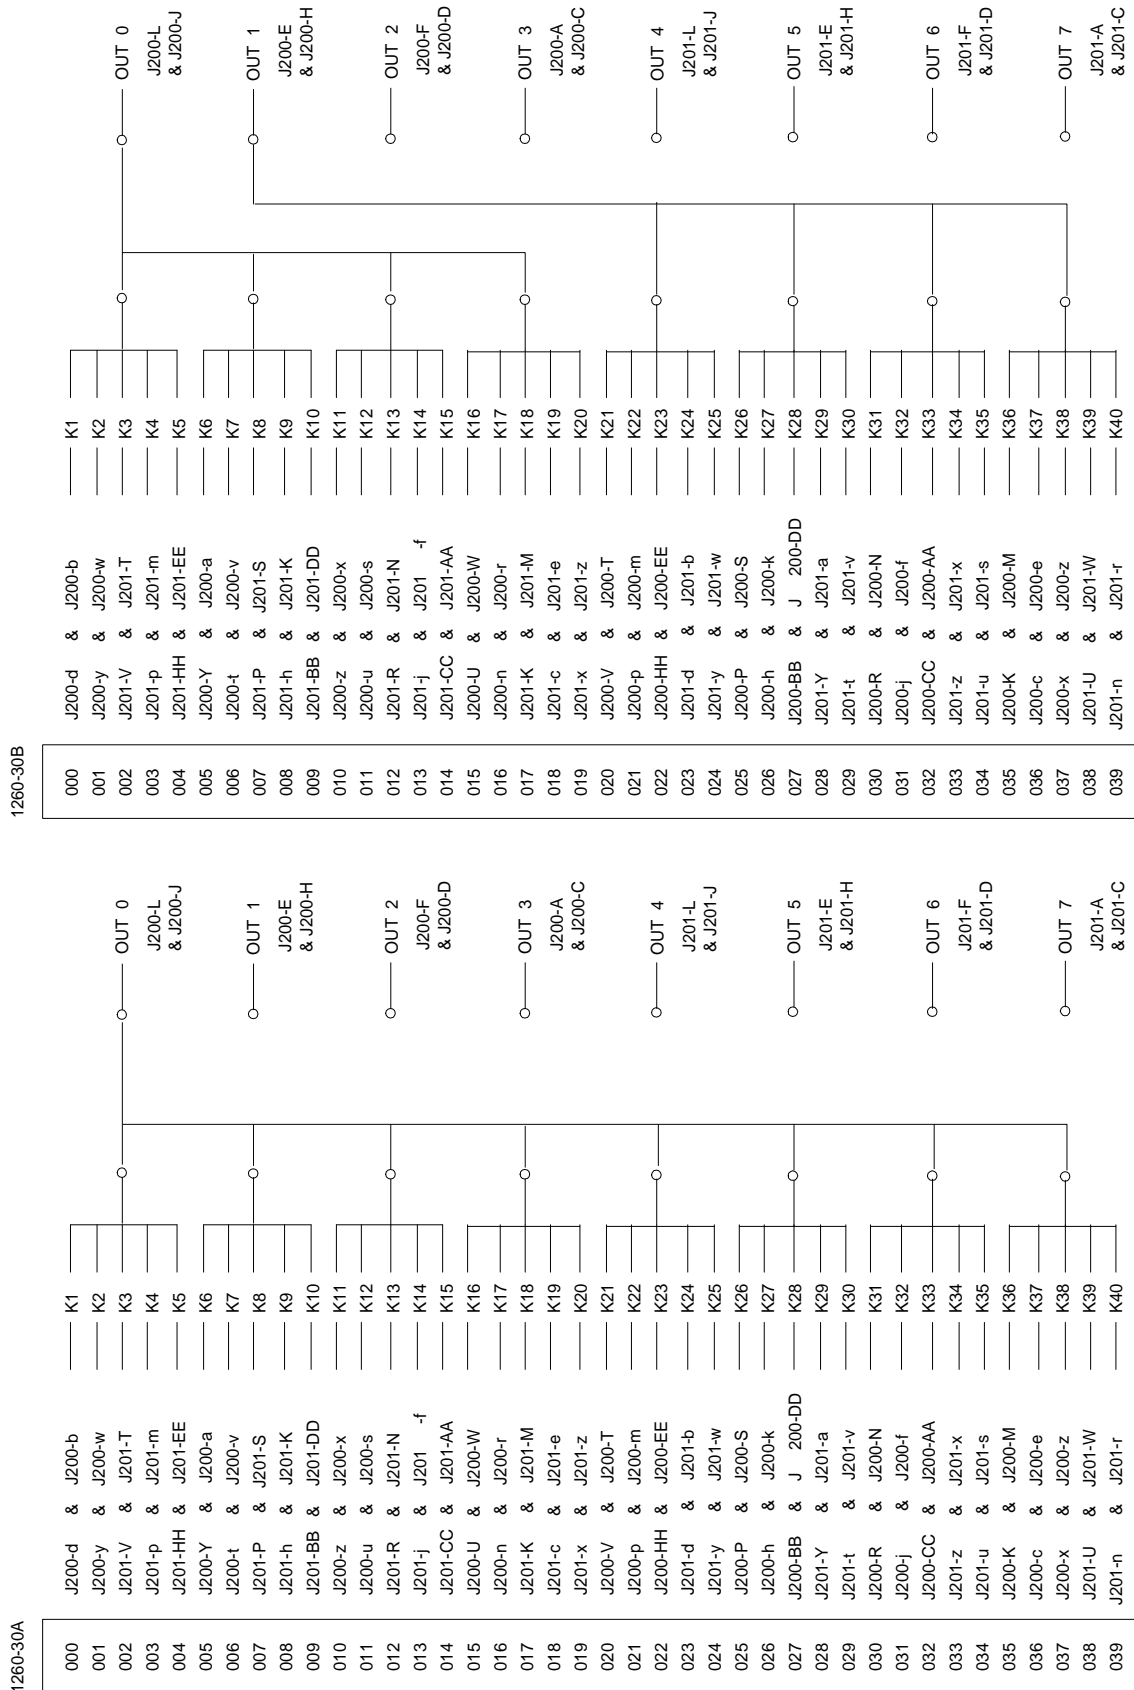 1260-30A
000 J200-d & J200-b K1
001 J200-y & J200-w K2
002 J201-V & J201-T K3
003 J201-p & J201-m K4
004 J201-HH & J201-EE K5
005 J200-Y & J200-a K6
006 J200-t & J200-v K7
007 J201-P & J201-S K8
008 J201-h & J201-K K9
009 J201-BB & J201-DD K10
010 J200-z & J200-x K11
011 J200-u & J200-s K12
012 J201-R & J201-N K13
013 J201-j & J201 -f K14
014 J201-CC & J201-AA K15
015 J200-U & J200-W K16
016 J200-n & J200-r K17
017 J201-K & J201-M K18
018 J201-c & J201-e K19
019 J201-x & J201-z K20
020 J200-V & J200-T K21
021 J200-p & J200-m K22
022 J200-HH & J200-EE K23
023 J201-d & J201-b K24
024 J201-y & J201-w K25
025 J200-P & J200-S K26
026 J200-h & J200-k K27
027 J200-BB & J 200-DD K28
028 J201-Y & J201-a K29
029 J201-t & J201-v K30
030 J200-R & J200-N K31
031 J200-j & J200-f K32
032 J200-CC & J200-AA K33
033 J201-z & J201-x K34
034 J201-u & J201-s K35
035 J200-K & J200-M K36
036 J200-c & J200-e K37
037 J200-x & J200-z K38
038 J201-U & J201-W K39
039 J201-n & J201-r K40
OUT 0
J200-L
& J200-J
OUT 1
J200-E
& J200-H
OUT 2
J200-F
& J200-D
OUT 3
J200-A
& J200-C
OUT 4
J201-L
& J201-J
OUT 5
J201-E
& J201-H
OUT 6
J201-F
& J201-D
OUT 7
J201-A
& J201-C
1260-30B
000 J200-d & J200-b K1
001 J200-y & J200-w K2
002 J201-V & J201-T K3
003 J201-p & J201-m K4
004 J201-HH & J201-EE K5
005 J200-Y & J200-a K6
006 J200-t & J200-v K7
007 J201-P & J201-S K8
008 J201-h & J201-K K9
009 J201-BB & J201-DD K10
010 J200-z & J200-x K11
011 J200-u & J200-s K12
012 J201-R & J201-N K13
013 J201-j & J201 -f K14
014 J201-CC & J201-AA K15
015 J200-U & J200-W K16
016 J200-n & J200-r K17
017 J201-K & J201-M K18
018 J201-c & J201-e K19
019 J201-x & J201-z K20
020 J200-V & J200-T K21
021 J200-p & J200-m K22
022 J200-HH & J200-EE K23
023 J201-d & J201-b K24
024 J201-y & J201-w K25
025 J200-P & J200-S K26
026 J200-h & J200-k K27
027 J200-BB & J 200-DD K28
028 J201-Y & J201-a K29
029 J201-t & J201-v K30
030 J200-R & J200-N K31
031 J200-j & J200-f K32
032 J200-CC & J200-AA K33
033 J201-z & J201-x K34
034 J201-u & J201-s K35
035 J200-K & J200-M K36
036 J200-c & J200-e K37
037 J200-x & J200-z K38
038 J201-U & J201-W K39
039 J201-n & J201-r K40
OUT 0
J200-L
& J200-J
OUT 1
J200-E
& J200-H
OUT 2
J200-F
& J200-D
OUT 3
J200-A
& J200-C
OUT 4
J201-L
& J201-J
OUT 5
J201-E
& J201-H
OUT 6
J201-F
& J201-D
OUT 7
J201-A
& J201-C